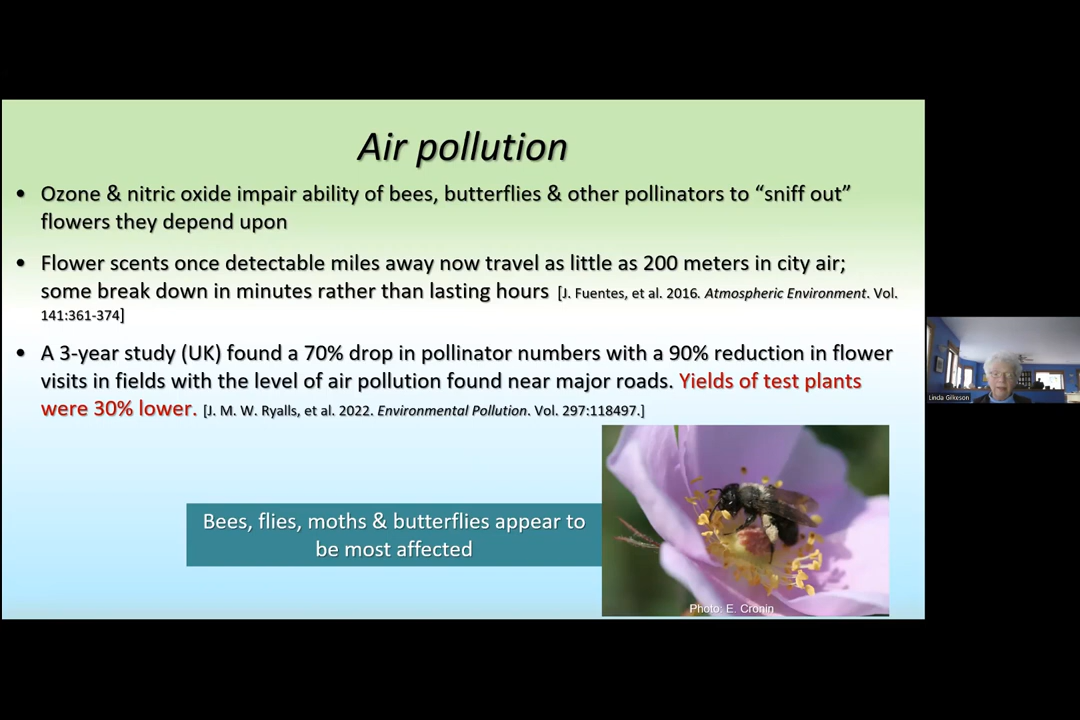 Air pollution
• Ozone & nitric oxide impair ability of bees, butterflies & other pollinators to “sniff out”
flowers they depend upon
• Flower scents once detectable miles away now travel as little as 200 meters in city air;
some break down in minutes rather than lasting hours [J. Fuentes, et al. 2016. Atmospheric Environment. Vol.
141:361-374]
• A 3-year study (UK) found a 70% drop in pollinator numbers with a 90% reduction in flower
visits in fields with the level of air pollution found near major roads. Yields of test plants
were 30% lower. [J. M. W. Ryalls, et al. 2022. Environmental Pollution. Vol. 297:118497.]
Bees, flies, moths & butterflies appear to
be most affected
Photo: E. Cronin
Linda Gilkeson